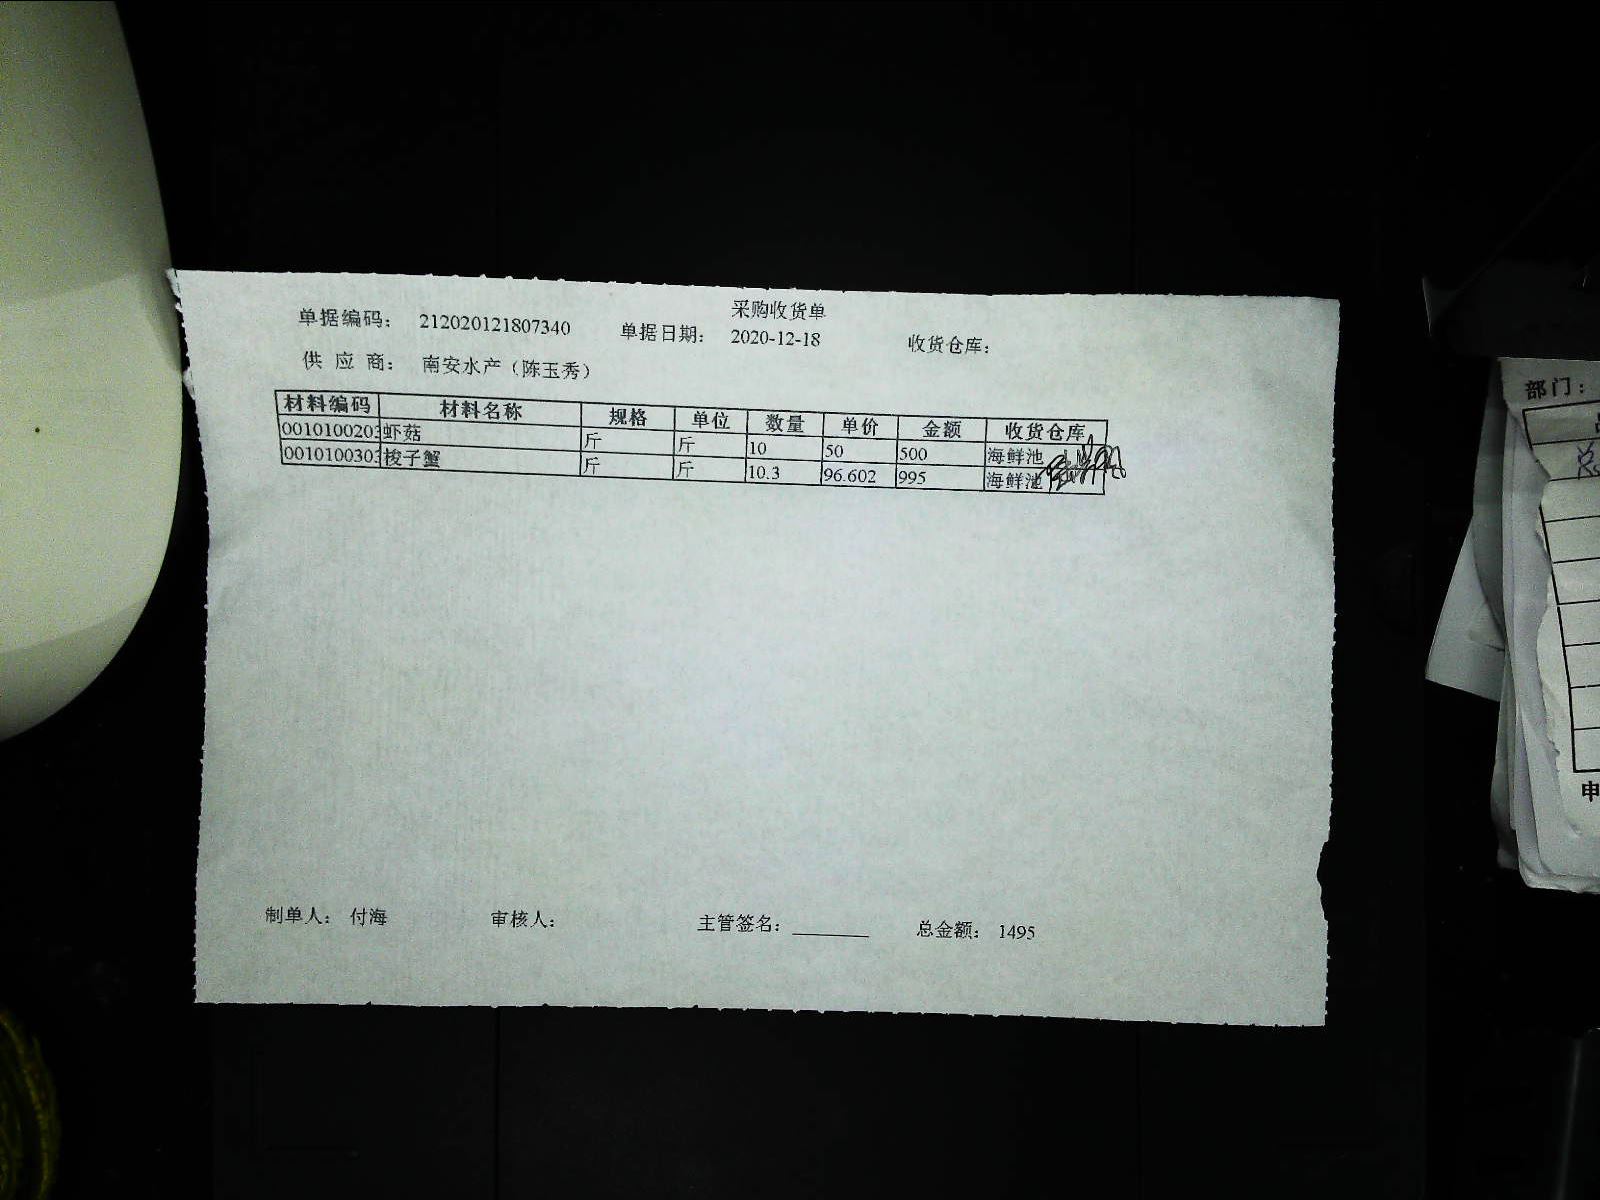 采购收货单
单据编码： 212020121807340 单据日期： 2020-12-18 收货仓库：
供 应 商： 南安水产（陈玉秀）
材料编码 材料名称 规格 单位 数量 单价 金额 收货仓库
0010100203 虾菇 斤 斤 10 50 500 海鲜池
0010100303 梭子蟹 斤 斤 10.3 96.602 995 海鲜池
制单人： 付海 审核人： 主管签名： 总金额： 1495
部门：
申